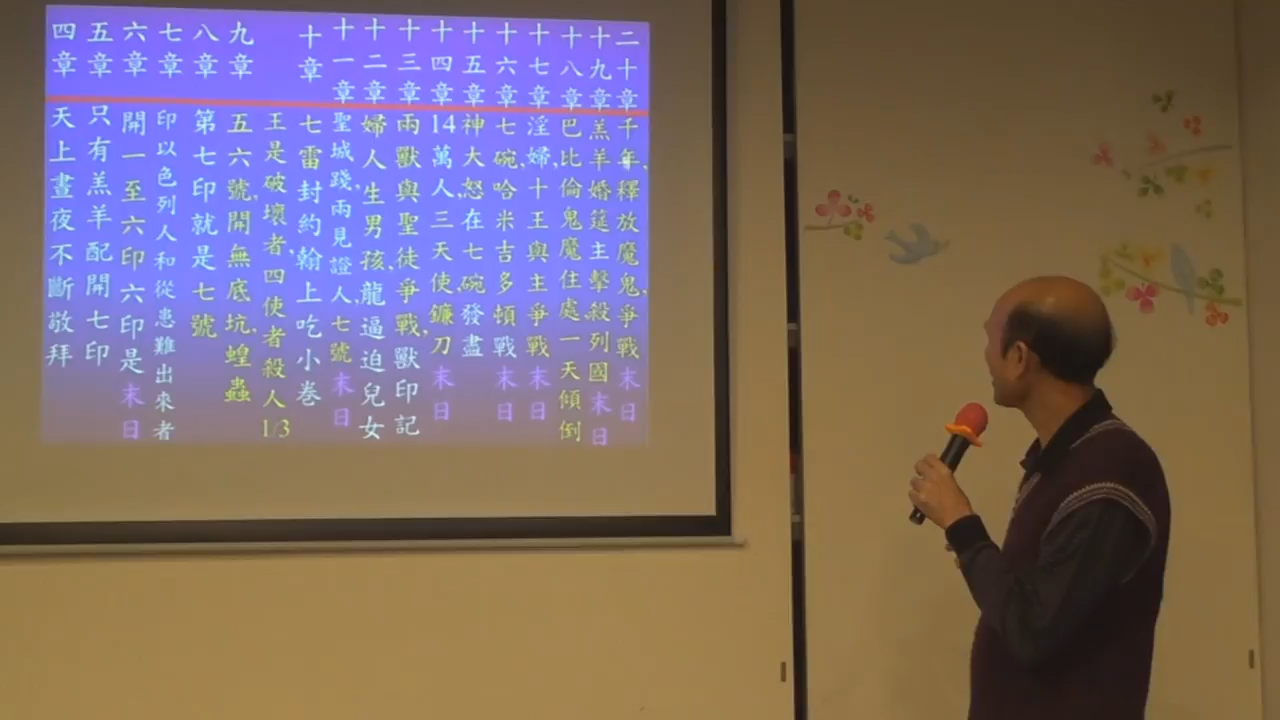 四章 天上晝夜不斷敬拜
五章 只有羔羊配開七印
六章 開一至六印六印是末日
七章 印以色列人和從患難出來者
八章 第七印就是七號
九章 五六號,開無底坑,蝗蟲
王是破壞者,四使者殺人1/3
十章 七雷封約翰上吃小卷
十一章 聖城踐,兩見證人七號末日
十二章 婦人生男孩,龍逼迫兒女
十三章 兩獸與聖徒爭戰,獸印記
十四章 14萬人三天使鐮刀末日
十五章 神大怒在七碗發盡
十六章 七碗,哈米吉多頓戰末日
十七章 淫婦,十王與主爭戰末日
十八章 巴比倫鬼魔住處一天傾倒
十九章 羔羊婚筵主擊殺列國末日
二十章 千年,釋放魔鬼,爭戰末日